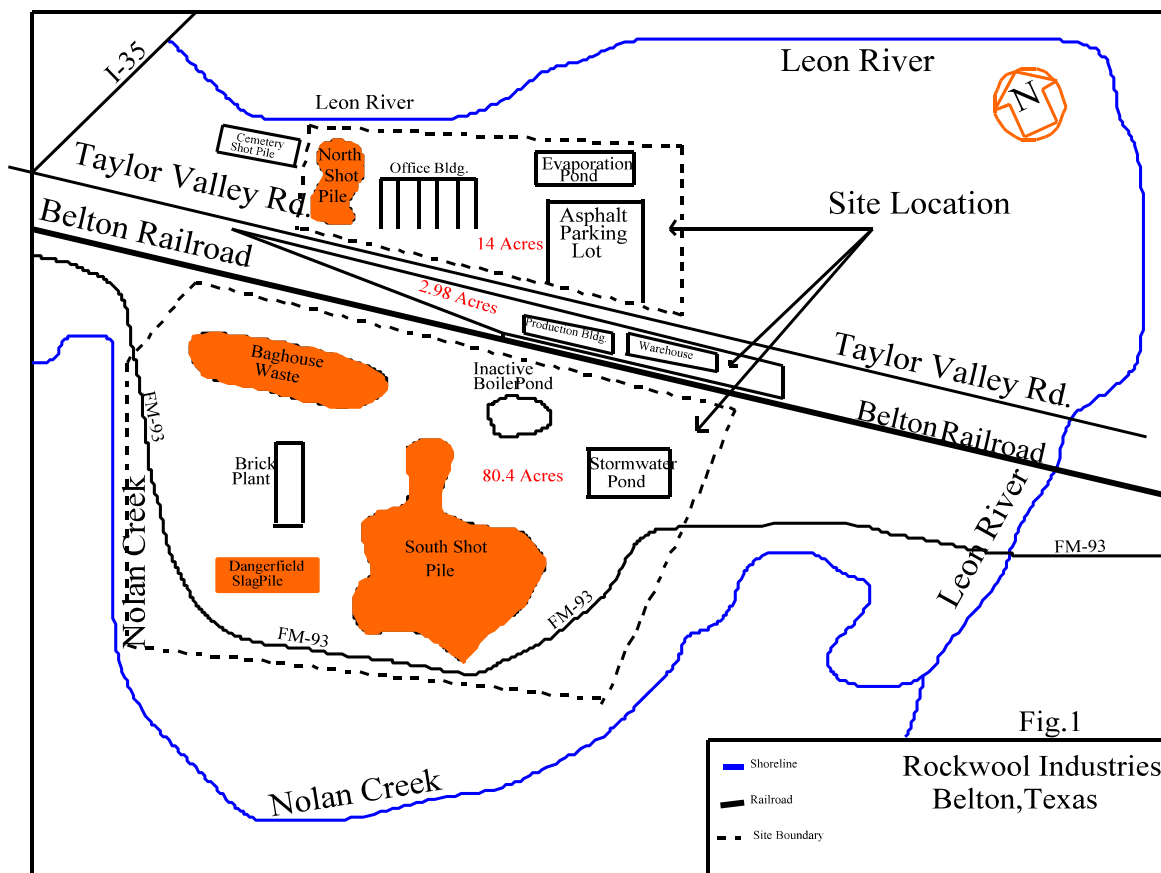 I-35
Leon River
Leon River
N
Cemetery
Shot Pile
North
Shot
Pile
Office Bldg.
Evaporation
Pond
Taylor Valley Rd.
Belton Railroad
Asphalt
Parking
Lot
14 Acres
Site Location
2.98 Acres
Production Bldg.
Warehouse
Taylor Valley Rd.
Belton Railroad
Baghouse
Waste
Inactive
Boiler Pond
FM-93
Brick
Plant
80.4 Acres
Stormwater
Pond
Nolan Creek
South Shot
Pile
Dangerfield
Slag Pile
Leon River
FM-93
FM-93
FM-93
Nolan Creek
Fig.1
Shoreline
Railroad
Site Boundary
Rockwool Industries
Belton,Texas